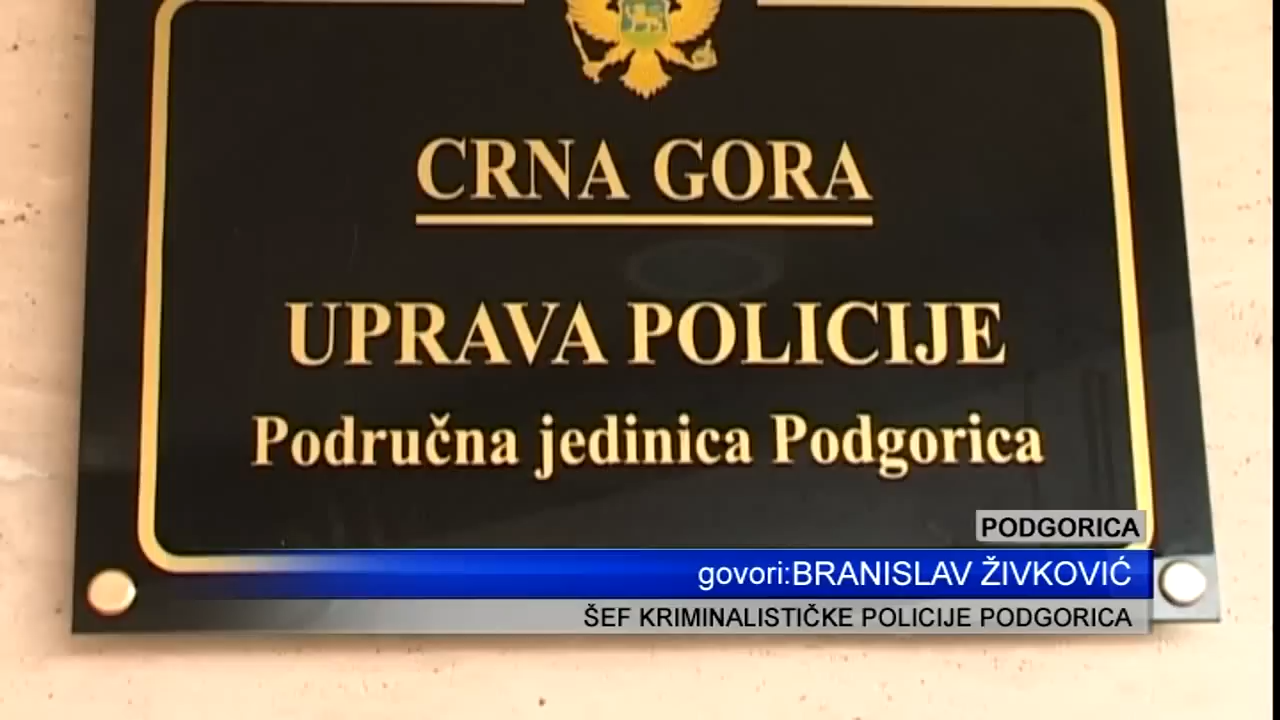 CRNA GORA
UPRAVA POLICIJE
Područna jedinica Podgorica
PODGORICA
govori:BRANISLAV ŽIVKOVIĆ
ŠEF KRIMINALISTIČKE POLICIJE PODGORICA